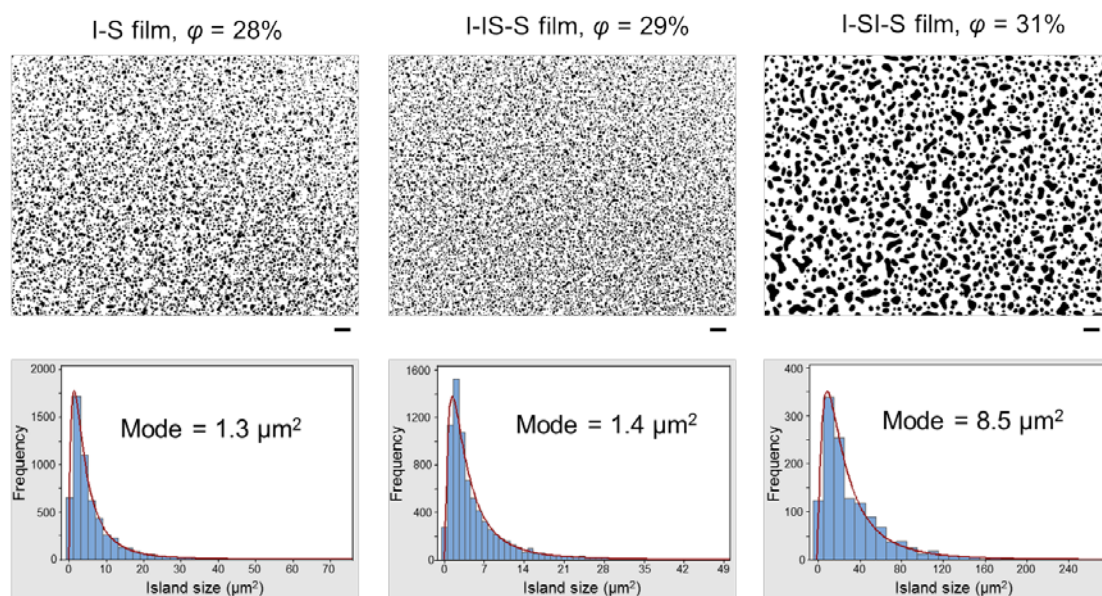 I-S film, φ = 28%
I-IS-S film, φ = 29%
I-SI-S film, φ = 31%
2000
1500
1000
500
0
Frequency
Mode = 1.3 µm²
0 10 20 30 40 50 60 70
Island size (µm²)
1600
1200
800
400
0
Frequency
Mode = 1.4 µm²
0 7 14 21 28 35 42 49
Island size (µm²)
400
300
200
100
0
Frequency
Mode = 8.5 µm²
0 40 80 120 160 200 240
Island size (µm²)